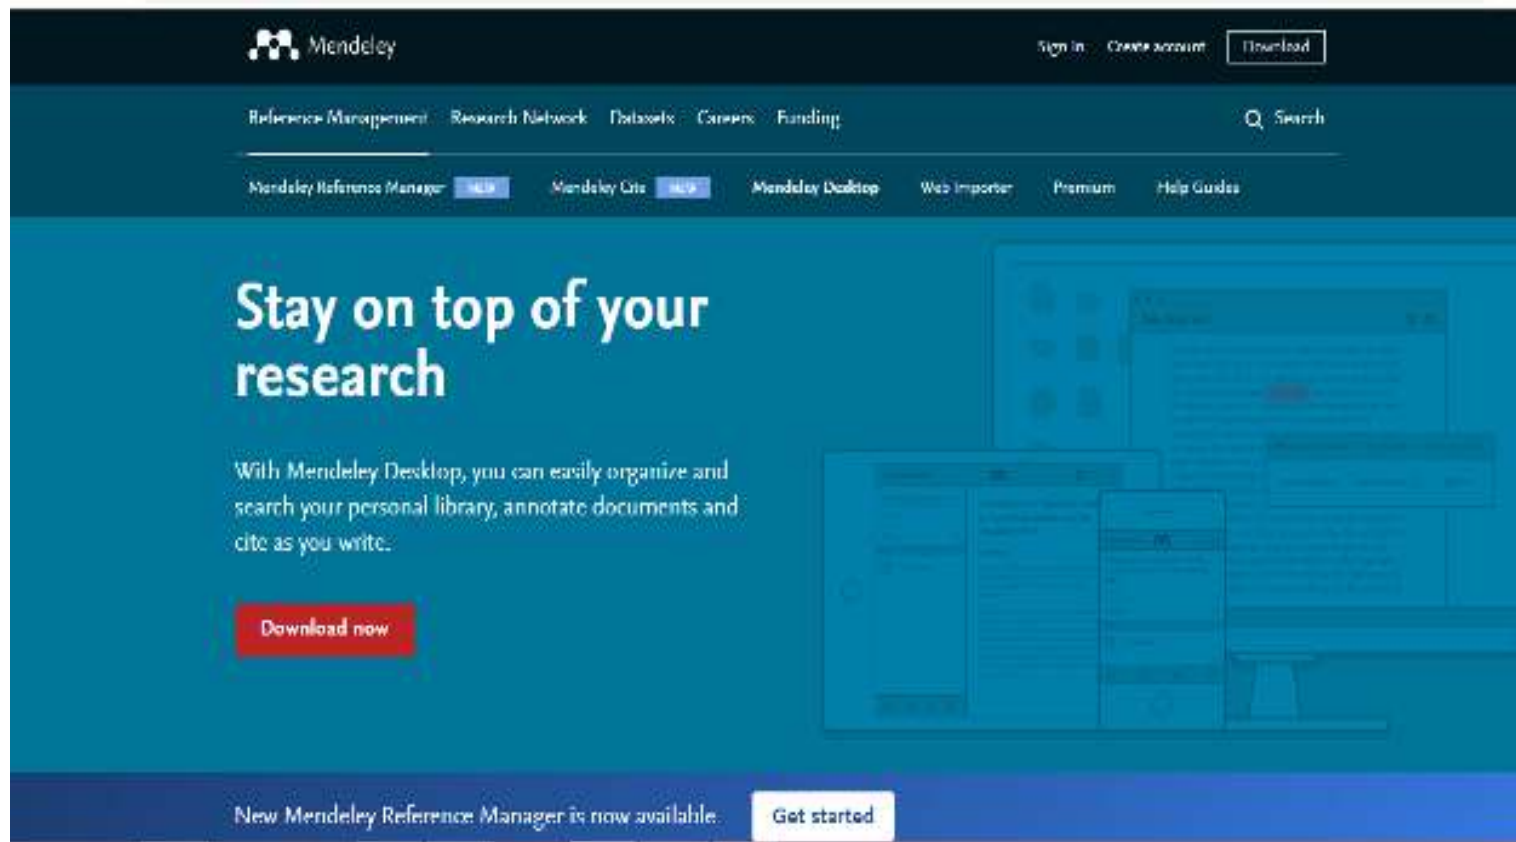 Mendeley
Sign In Create account Download
Reference Management Research Network Datasets Careers Funding Search
Mendeley Reference Manager NEW Mendeley Cite NEW Mendeley Desktop Web Importer Premium Help Guides
Stay on top of your
research
With Mendeley Desktop, you can easily organize and
search your personal library, annotate documents and
cite as you write.
Download now
New Mendeley Reference Manager is now available Get started